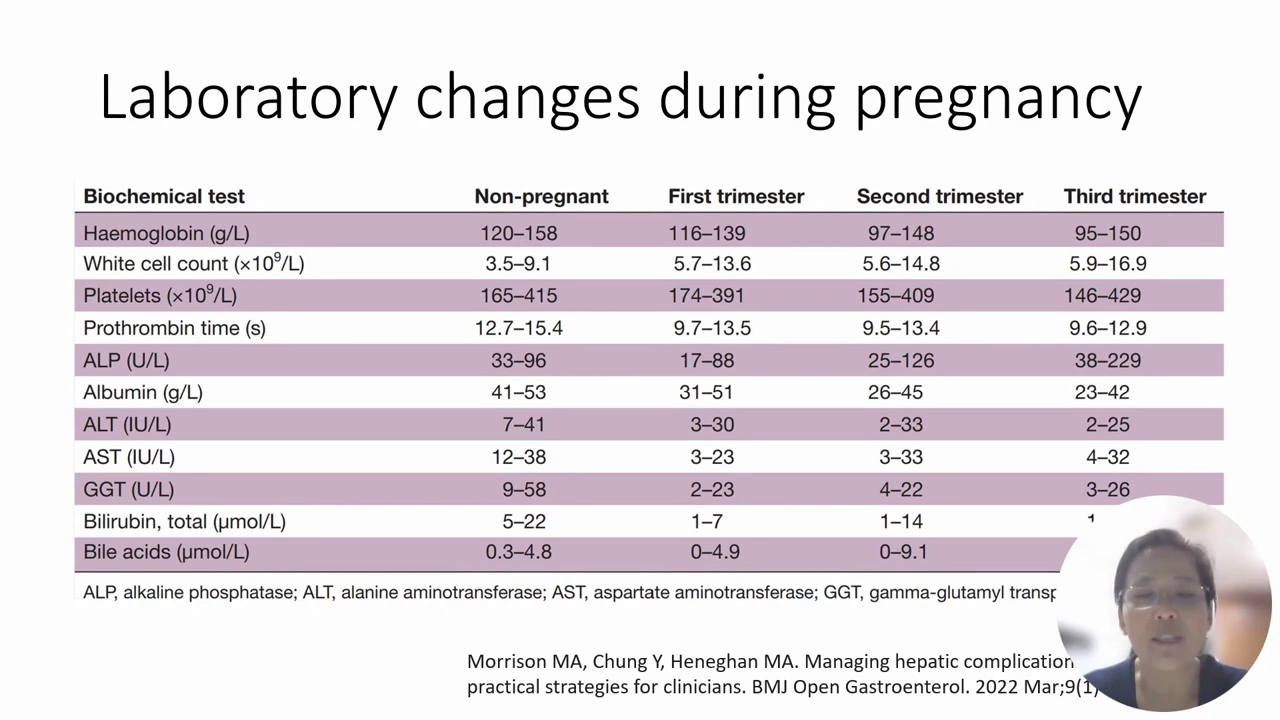 Laboratory changes during pregnancy
Biochemical test Non-pregnant First trimester Second trimester Third trimester
Haemoglobin (g/L) 120–158 116–139 97–148 95–150
White cell count (×10⁹/L) 3.5–9.1 5.7–13.6 5.6–14.8 5.9–16.9
Platelets (×10⁹/L) 165–415 174–391 155–409 146–429
Prothrombin time (s) 12.7–15.4 9.7–13.5 9.5–13.4 9.6–12.9
ALP (U/L) 33–96 17–88 25–126 38–229
Albumin (g/L) 41–53 31–51 26–45 23–42
ALT (IU/L) 7–41 3–30 2–33 2–25
AST (IU/L) 12–38 3–23 3–33 4–32
GGT (U/L) 9–58 2–23 4–22 3–26
Bilirubin, total (µmol/L) 5–22 1–7 1–14
Bile acids (µmol/L) 0.3–4.8 0–4.9 0–9.1
ALP, alkaline phosphatase; ALT, alanine aminotransferase; AST, aspartate aminotransferase; GGT, gamma-glutamyl
Morrison MA, Chung Y, Heneghan MA. Managing hepatic
practical strategies for clinicians. BMJ Open Gastroenterol. 2022 Mar;9(1)